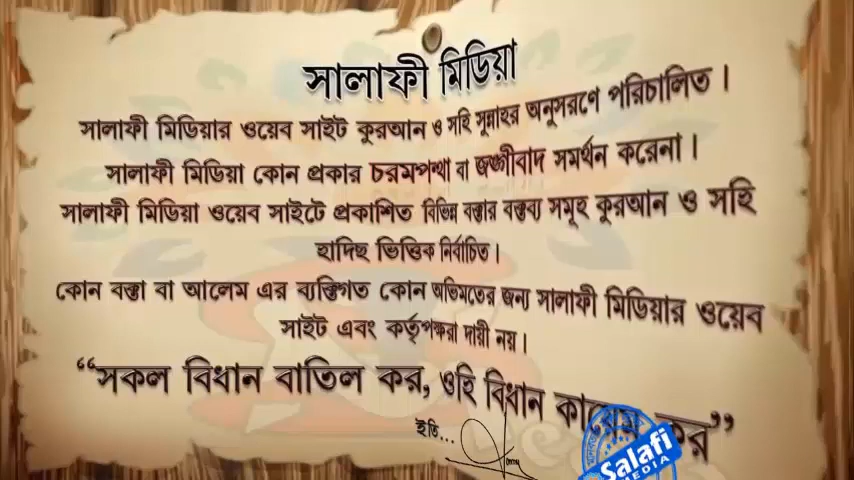 সালাফী মিডিয়া
সালাফী মিডিয়ার ওয়েব সাইট কুরআন ও সহি সুন্নাহর অনুসরণে পরিচালিত ।
সালাফী মিডিয়া কোন প্রকার চরমপন্থা বা জঙ্গীবাদ সমর্থন করেনা ।
সালাফী মিডিয়া ওয়েব সাইটে প্রকাশিত বিভিন্ন বক্তার বক্তব্য সমূহ কুরআন ও সহি
হাদিছ ভিত্তিক নির্বাচিত ।
কোন বক্তা বা আলেম এর ব্যক্তিগত কোন অভিমতের জন্য সালাফী মিডিয়ার ওয়েব
সাইট এবং কর্তৃপক্ষরা দায়ী নয় ।
“সকল বিধান বাতিল কর, ওহি বিধান কায়েম কর”
ইতি...
Salafi
MEDIA